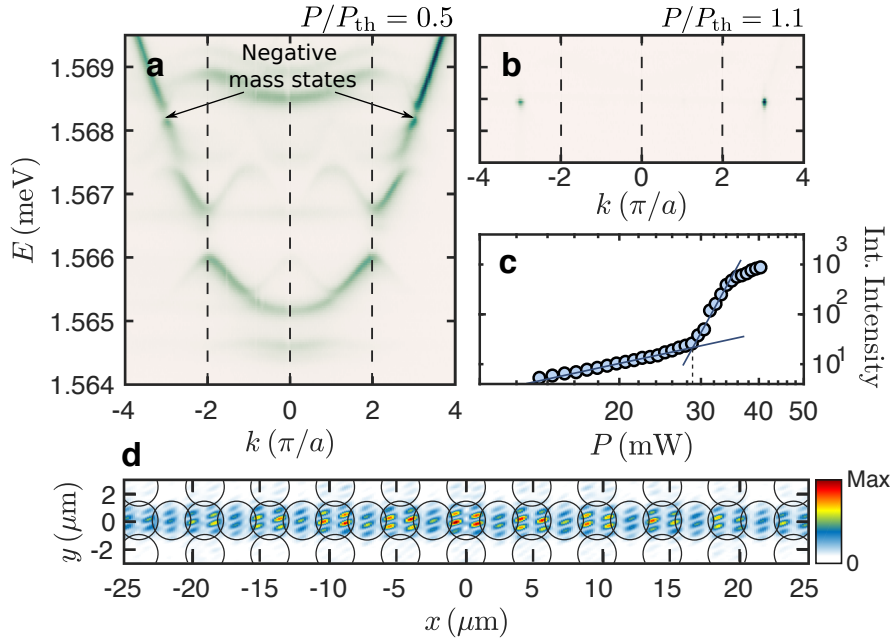 P/Pth = 0.5
P/Pth = 1.1
a
Negative
mass states
1.569
1.568
1.567
1.566
1.565
1.564
E (meV)
-4 -2 0 2 4
k (π/a)
b
-4 -2 0 2 4
k (π/a)
c
10^3
10^2
10^1
Int. Intensity
20 30 40 50
P (mW)
d
2
0
-2
y (μm)
-25 -20 -15 -10 -5 0 5 10 15 20 25
x (μm)
Max
0